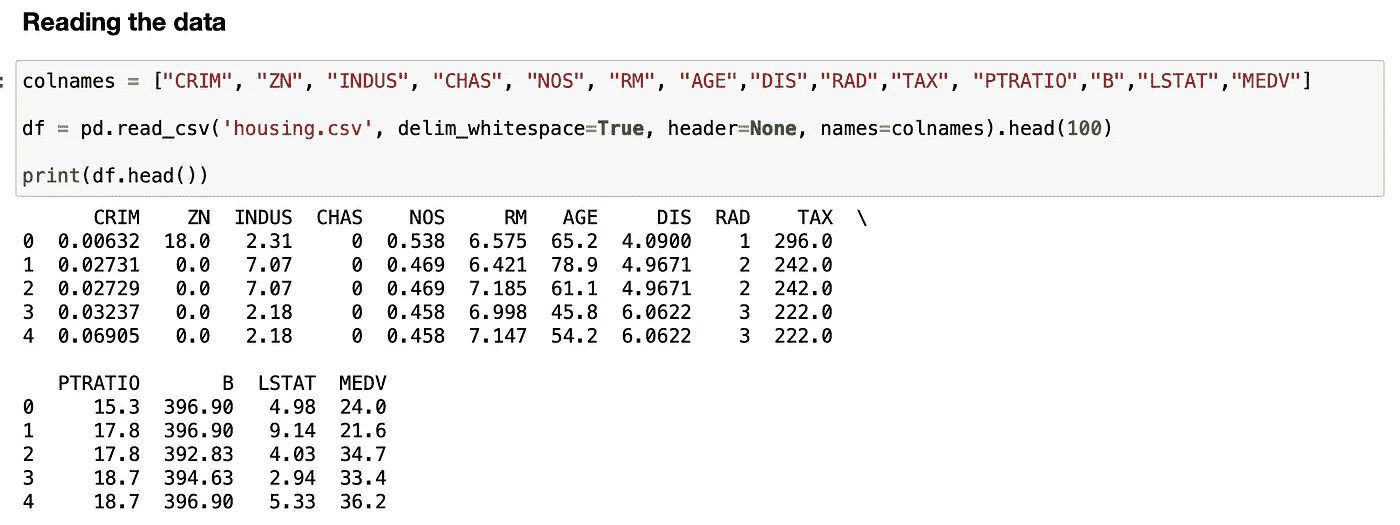 Reading the data
: colnames = ["CRIM", "ZN", "INDUS", "CHAS", "NOS", "RM", "AGE","DIS","RAD","TAX", "PTRATIO","B","LSTAT","MEDV"]
df = pd.read_csv('housing.csv', delim_whitespace=True, header=None, names=colnames).head(100)
print(df.head())
      CRIM    ZN  INDUS  CHAS    NOS     RM   AGE     DIS  RAD    TAX  \
0  0.00632  18.0   2.31     0  0.538  6.575  65.2  4.0900    1  296.0
1  0.02731   0.0   7.07     0  0.469  6.421  78.9  4.9671    2  242.0
2  0.02729   0.0   7.07     0  0.469  7.185  61.1  4.9671    2  242.0
3  0.03237   0.0   2.18     0  0.458  6.998  45.8  6.0622    3  222.0
4  0.06905   0.0   2.18     0  0.458  7.147  54.2  6.0622    3  222.0
   PTRATIO       B  LSTAT  MEDV
0     15.3  396.90   4.98  24.0
1     17.8  396.90   9.14  21.6
2     17.8  392.83   4.03  34.7
3     18.7  394.63   2.94  33.4
4     18.7  396.90   5.33  36.2